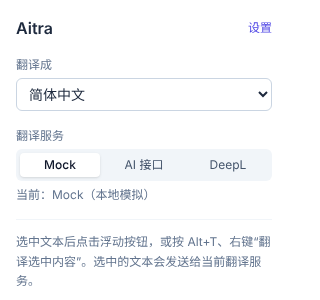 Aitra
设置
翻译成
简体中文
翻译服务
Mock
AI 接口
DeepL
当前：Mock（本地模拟）
选中文本后点击浮动按钮，或按 Alt+T、右键“翻
译选中内容”。选中的文本会发送给当前翻译服
务。